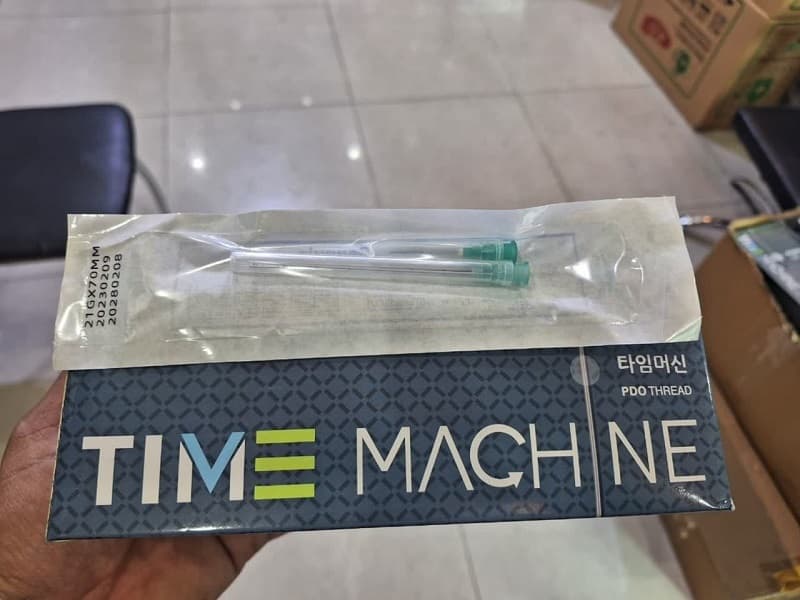 21GX70MM
20230209
20280208
타임머신
PDO THREAD
TIME MACHINE